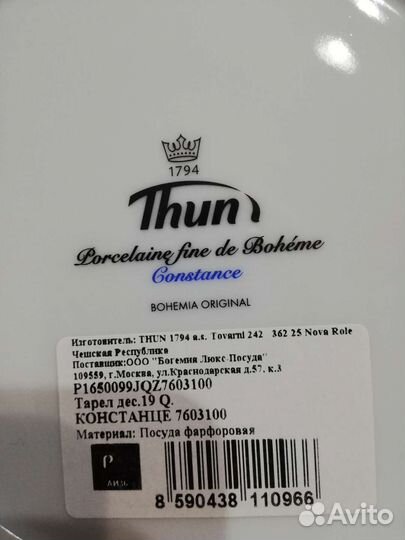 1794
Thun
Porcelaine fine de Bohéme
Constance
BOHEMIA ORIGINAL
Изготовитель: THUN 1794 a.s. Tovarni 242 362 25 Nova Role
Чешская Республика
Поставщик:ООО "Богемия Люкс Посуда"
109559, г.Москва, ул.Краснодарская д.57, к.3
P1650099JQZ7603100
Тарел дес.19 Q.
КОНСТАНЦЕ 7603100
Материал: Посуда фарфоровая
8 590438 110966
Avito